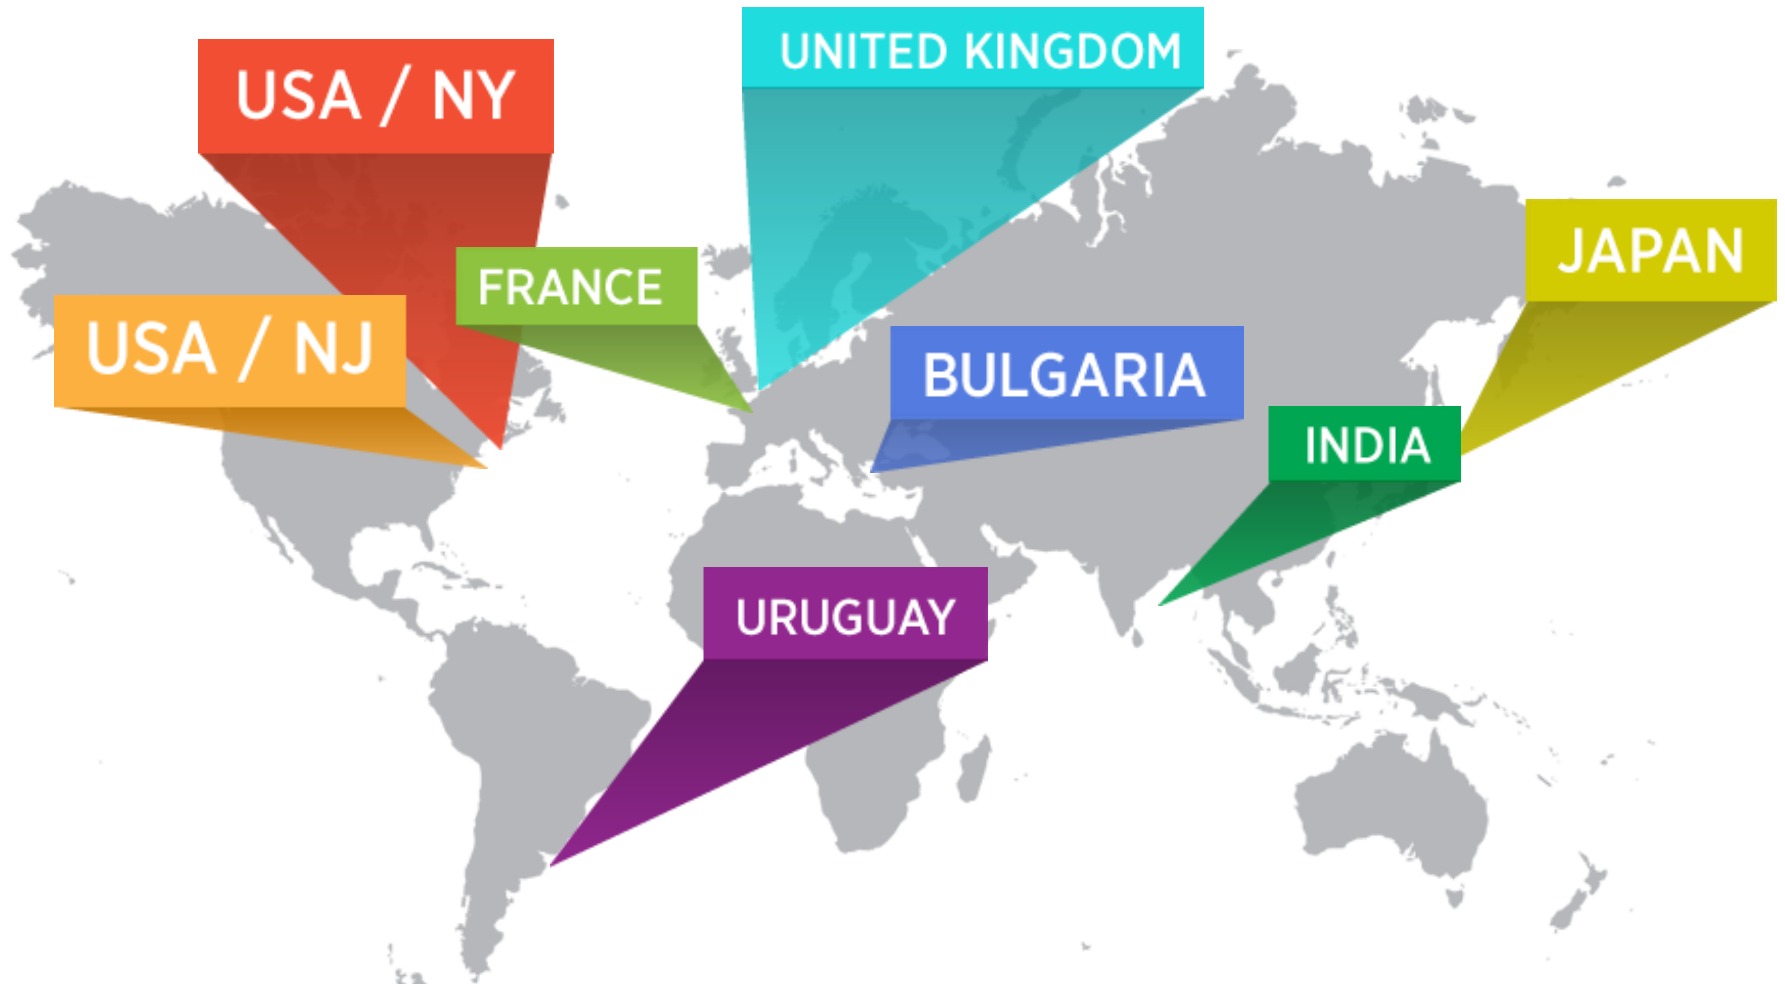 UNITED KINGDOM
USA / NY
JAPAN
FRANCE
USA / NJ
BULGARIA
INDIA
URUGUAY